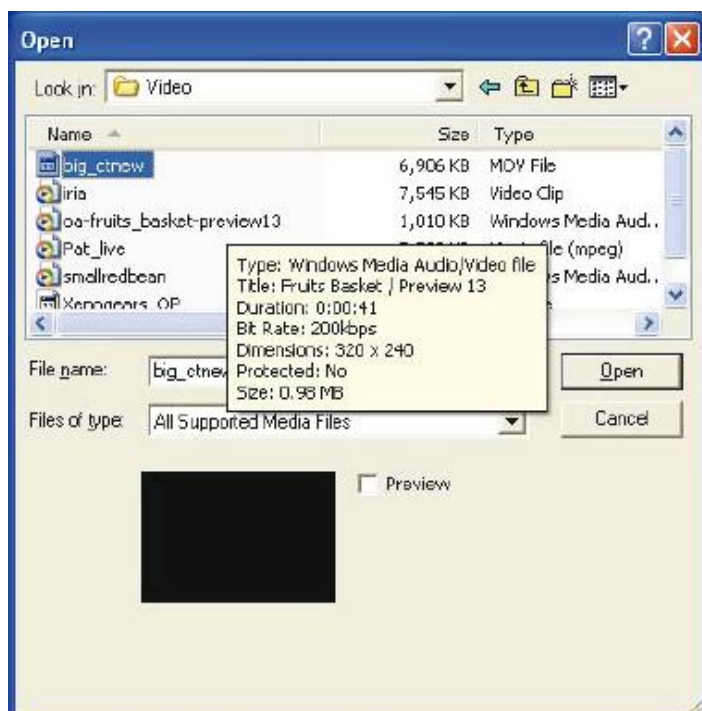 Open
Look in: Video
Name Size Type
big_ctnew 6,906 KB MOV File
iria 7,545 KB Video Clip
oa-fruits_basket-preview13 1,010 KB Windows Media Aud..
Pat_live file (mpeg)
smallredbean Media Aud..
Xenogears_OP
Type: Windows Media Audio/Video file
Title: Fruits Basket / Preview 13
Duration: 0:00:41
Bit Rate: 200kbps
Dimensions: 320 x 240
Protected: No
Size: 0.98 MB
File name: big_ctnew Open
Files of type: All Supported Media Files Cancel
Preview